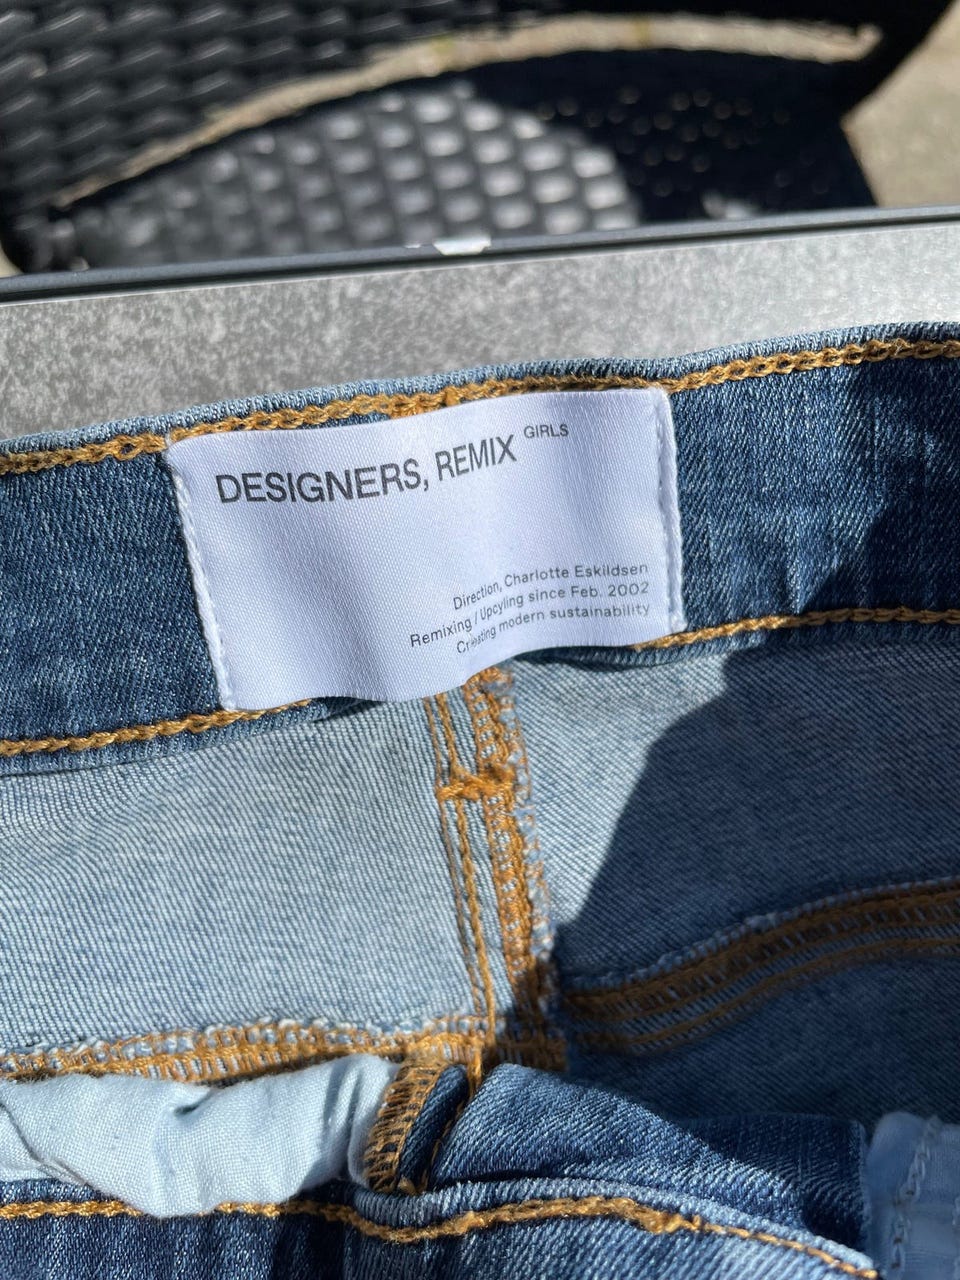 DESIGNERS, REMIX GIRLS
Direction, Charlotte Eskildsen
Remixing / Upcyling since Feb. 2002
Creating modern sustainability